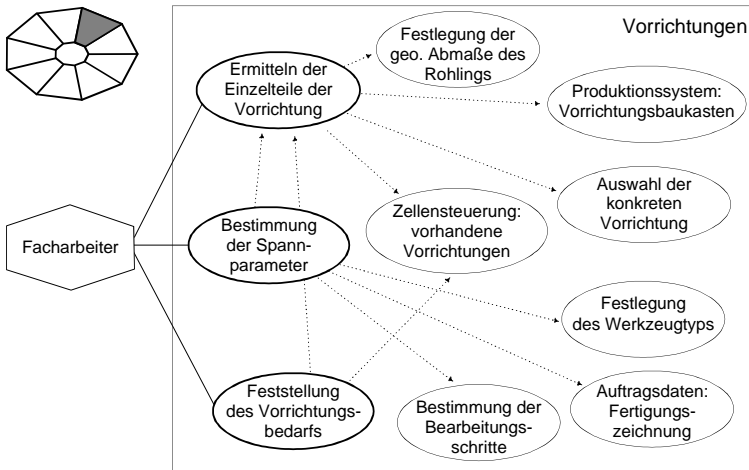 Vorrichtungen
Festlegung der
geo. Abmaße des
Rohlings
Ermitteln der
Einzelteile der
Vorrichtung
Produktionssystem:
Vorrichtungsbaukasten
Auswahl der
konkreten
Vorrichtung
Zellensteuerung:
vorhandene
Vorrichtungen
Facharbeiter
Bestimmung
der Spann-
parameter
Festlegung
des Werkzeugtyps
Feststellung
des Vorrichtungs-
bedarfs
Bestimmung der
Bearbeitungs-
schritte
Auftragsdaten:
Fertigungs-
zeichnung